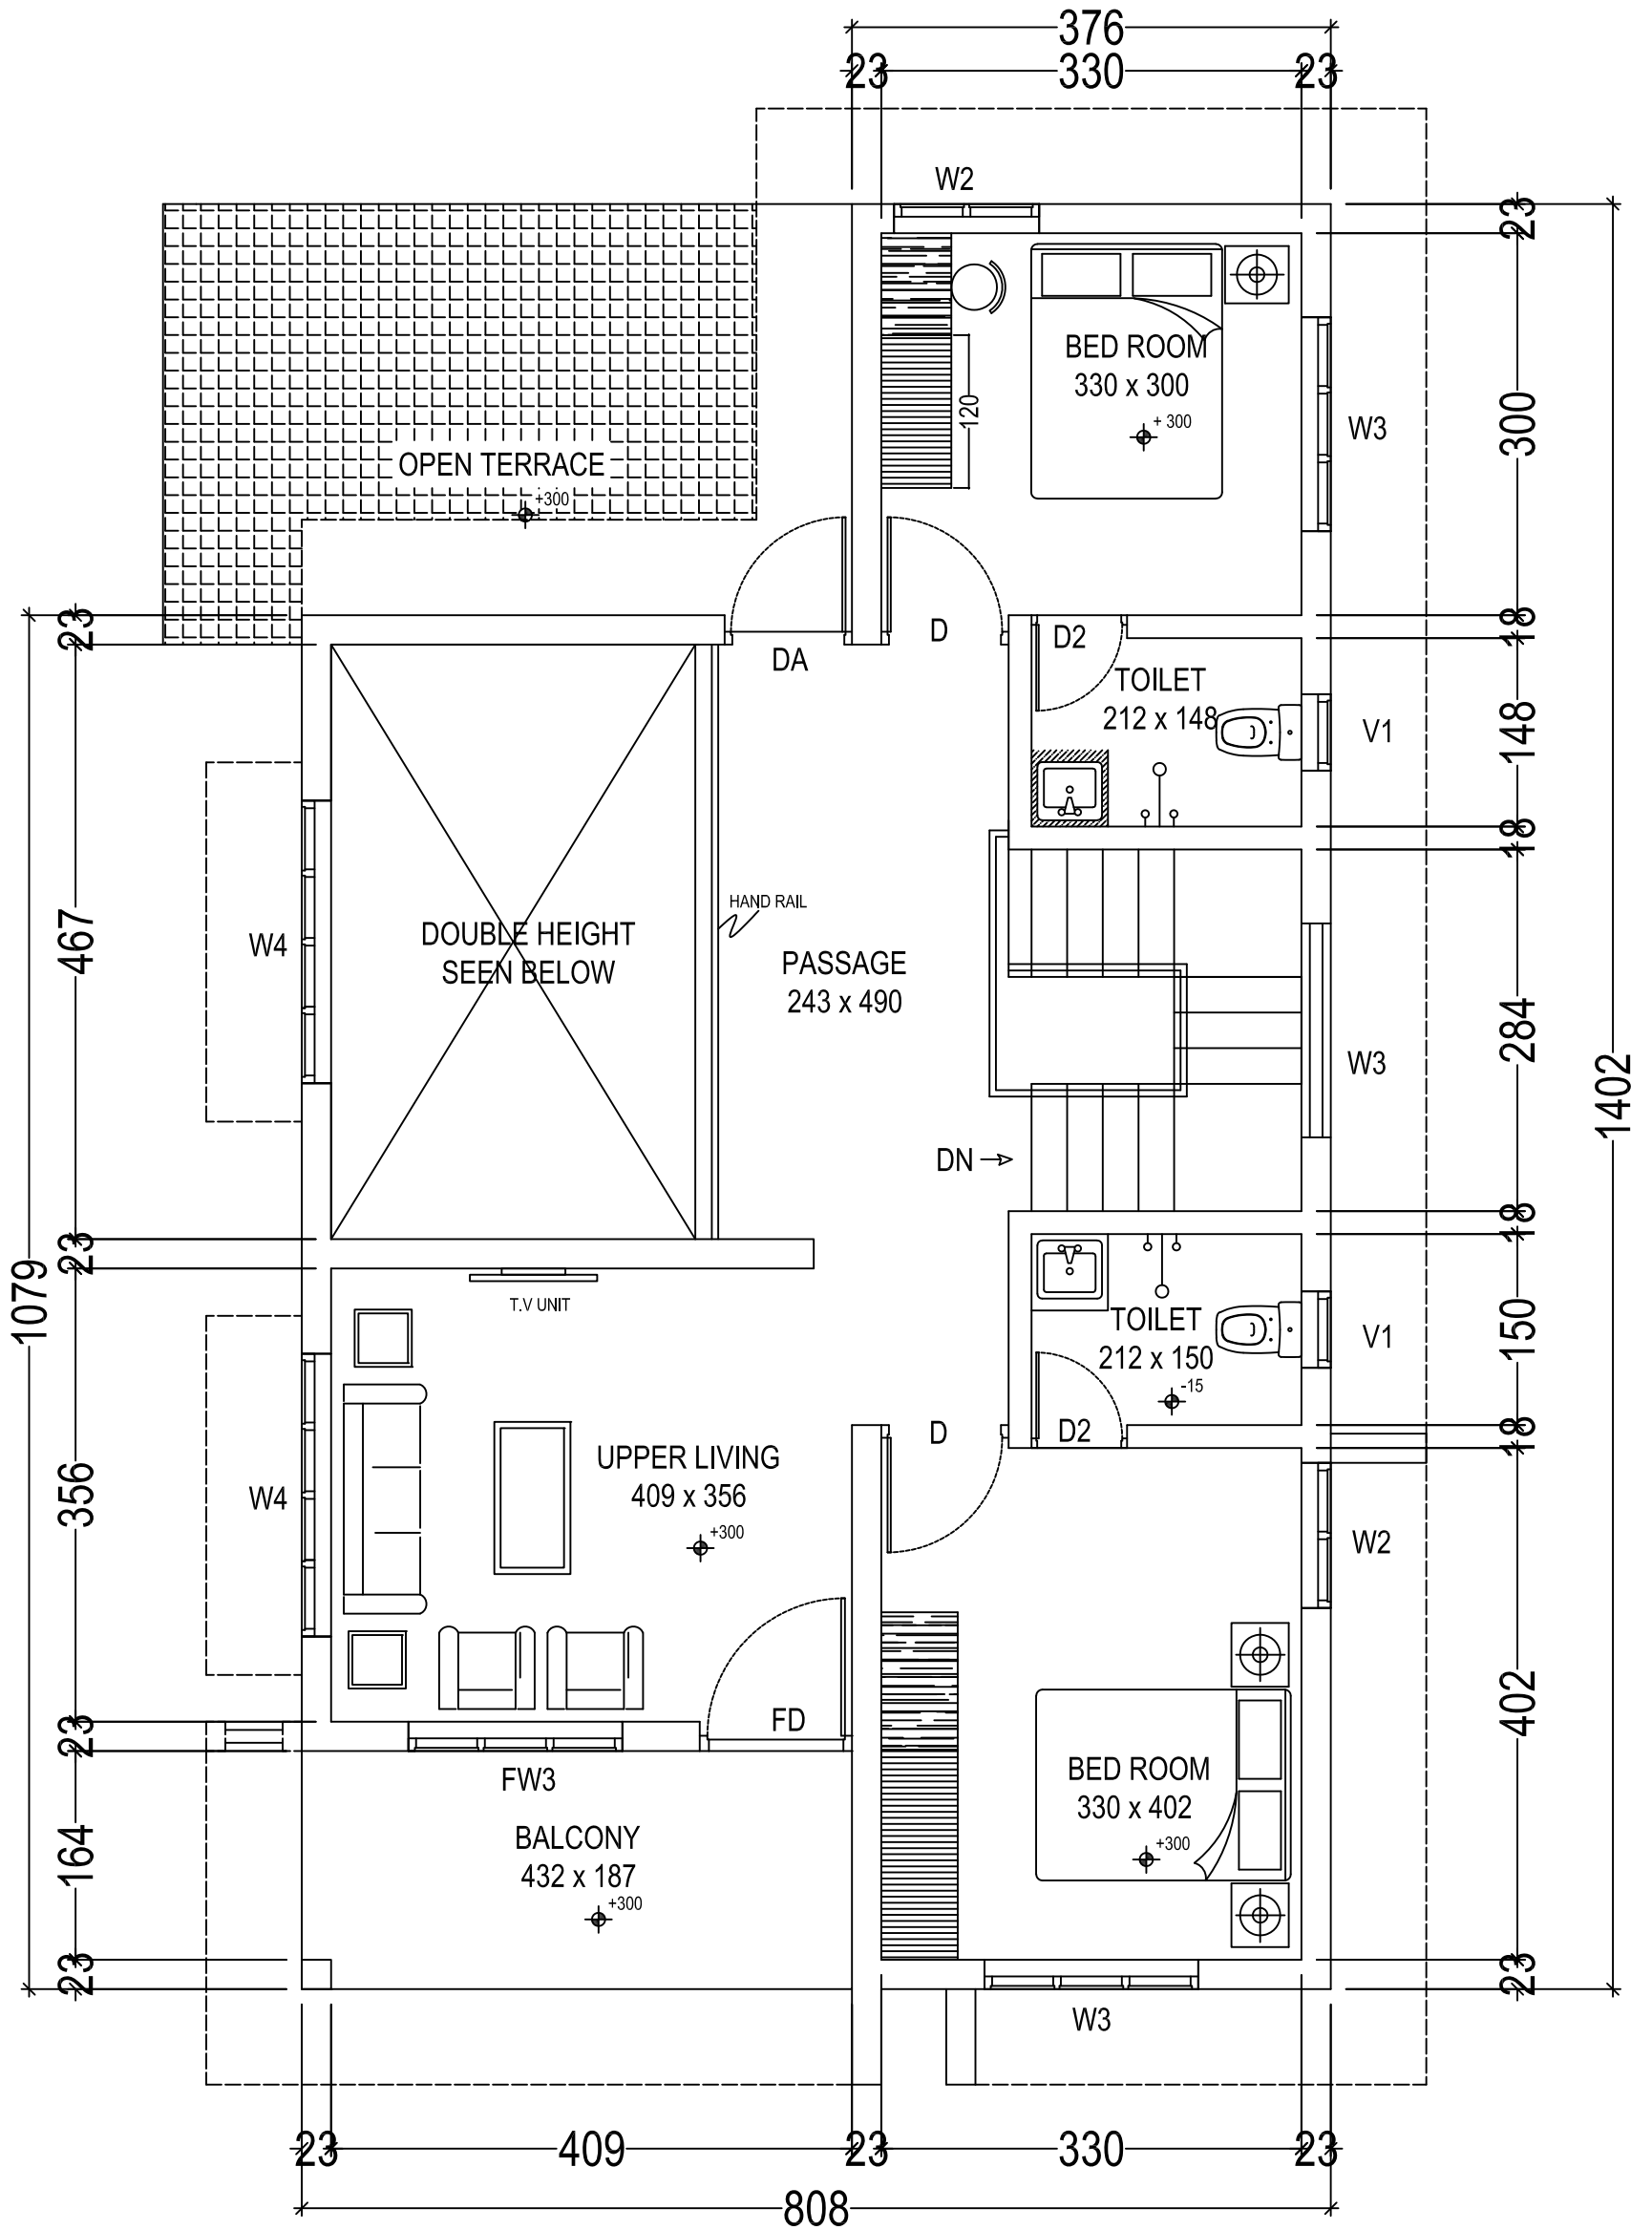 376
23
330
23
W2
23
BED ROOM
330 x 300
+ 300
120
W3
300
OPEN TERRACE
+300
23
DA
D
D2
18
TOILET
212 x 148
V1
148
18
HAND RAIL
467
W4
DOUBLE HEIGHT
SEEN BELOW
PASSAGE
243 x 490
284
W3
1402
DN
18
23
1079
T.V UNIT
TOILET
212 x 150
-15
V1
150
D
D2
18
UPPER LIVING
409 x 356
+300
356
W4
W2
402
23
FD
FW3
BED ROOM
330 x 402
+300
BALCONY
432 x 187
+300
164
23
23
W3
23
409
23
330
23
808